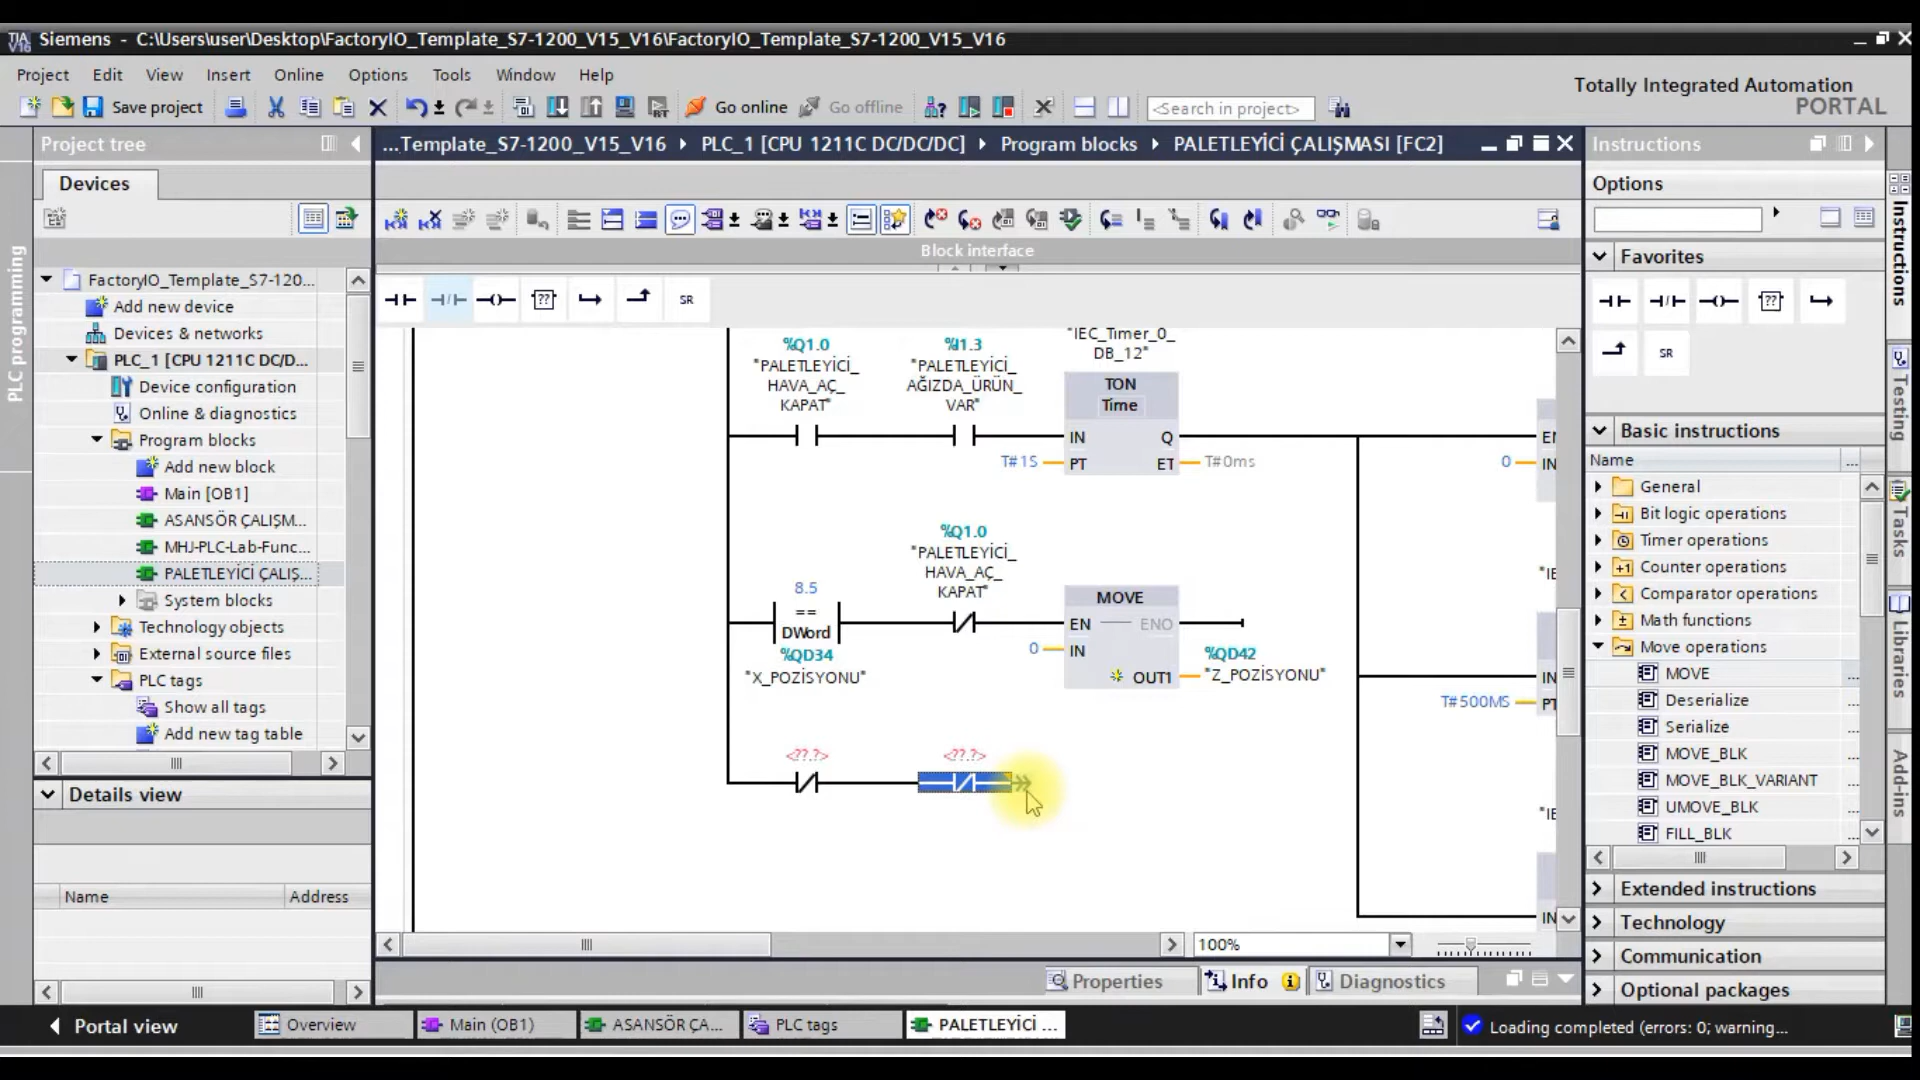 Siemens - C:\Users\user\Desktop\FactoryIO_Template_S7-1200_V15_V16\FactoryIO_Template_S7-1200_V15_V16
Project Edit View Insert Online Options Tools Window Help
Totally Integrated Automation
PORTAL
Save project
Go online
Go offline
<Search in project>
Project tree
...Template_S7-1200_V15_V16 PLC_1 [CPU 1211C DC/DC/DC] Program blocks PALETLEYİCİ ÇALIŞMASI [FC2]
Instructions
Devices
Options
Block interface
PLC programming
FactoryIO_Template_S7-120...
Add new device
Devices & networks
PLC_1 [CPU 1211C DC/D...
Device configuration
Online & diagnostics
Program blocks
Add new block
Main [OB1]
ASANSÖR ÇALIŞM...
MHJ-PLC-Lab-Func...
PALETLEYİCİ ÇALIŞ...
System blocks
Technology objects
External source files
PLC tags
Show all tags
Add new tag table
Details view
Name Address
SR
%Q1.0
"PALETLEYİCİ_
HAVA_AÇ_
KAPAT"
%I1.3
"PALETLEYİCİ_
AĞIZDA_ÜRÜN_
VAR"
"IEC_Timer_0_
DB_12"
TON
Time
IN Q
T#1S PT ET T#0ms
0 IN
%Q1.0
"PALETLEYİCİ_
HAVA_AÇ_
KAPAT"
8.5
==
DWord
%QD34
"X_POZİSYONU"
MOVE
EN ENO
0 IN
OUT1
%QD42
"Z_POZİSYONU"
IN
T#500MS
<??.?>
<??.?>
IN
100%
Properties Info Diagnostics
Favorites
SR
Basic instructions
Name ...
General
Bit logic operations
Timer operations
Counter operations
Comparator operations
Math functions
Move operations
MOVE ...
Deserialize ...
Serialize ...
MOVE_BLK ...
MOVE_BLK_VARIANT ...
UMOVE_BLK ...
FILL_BLK ...
Extended instructions
Technology
Communication
Optional packages
Instructions
Testing
Tasks
Libraries
Add-ins
Portal view
Overview
Main (OB1)
ASANSÖR ÇA...
PLC tags
PALETLEYİCİ ...
Loading completed (errors: 0; warning...